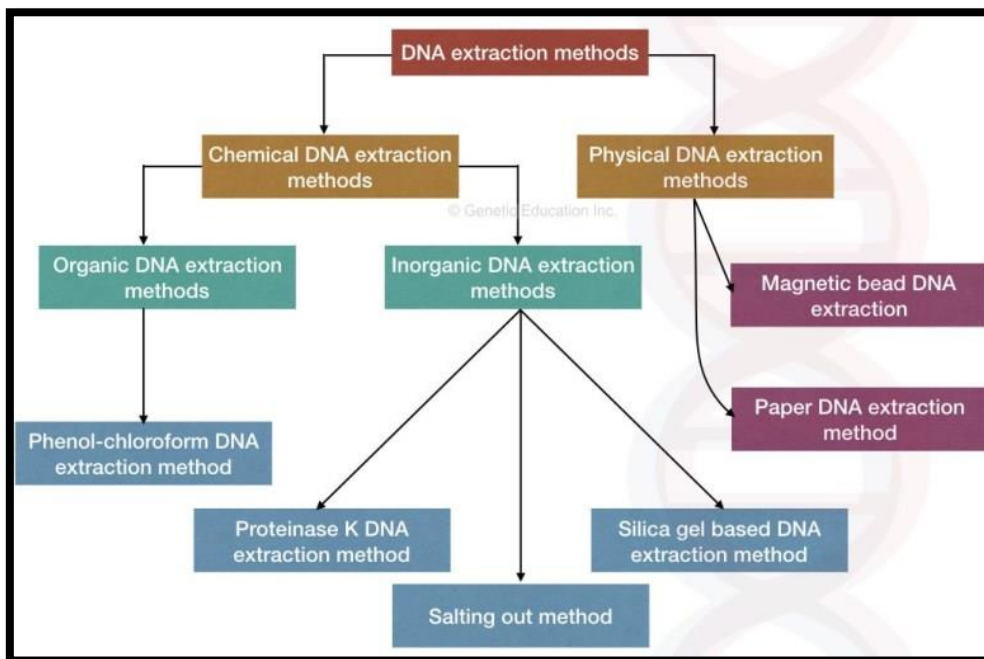 DNA extraction methods
Chemical DNA extraction
methods
Physical DNA extraction
methods
© Genetic Education Inc.
Organic DNA extraction
methods
Inorganic DNA extraction
methods
Magnetic bead DNA
extraction
Paper DNA extraction
method
Phenol-chloroform DNA
extraction method
Proteinase K DNA
extraction method
Silica gel based DNA
extraction method
Salting out method